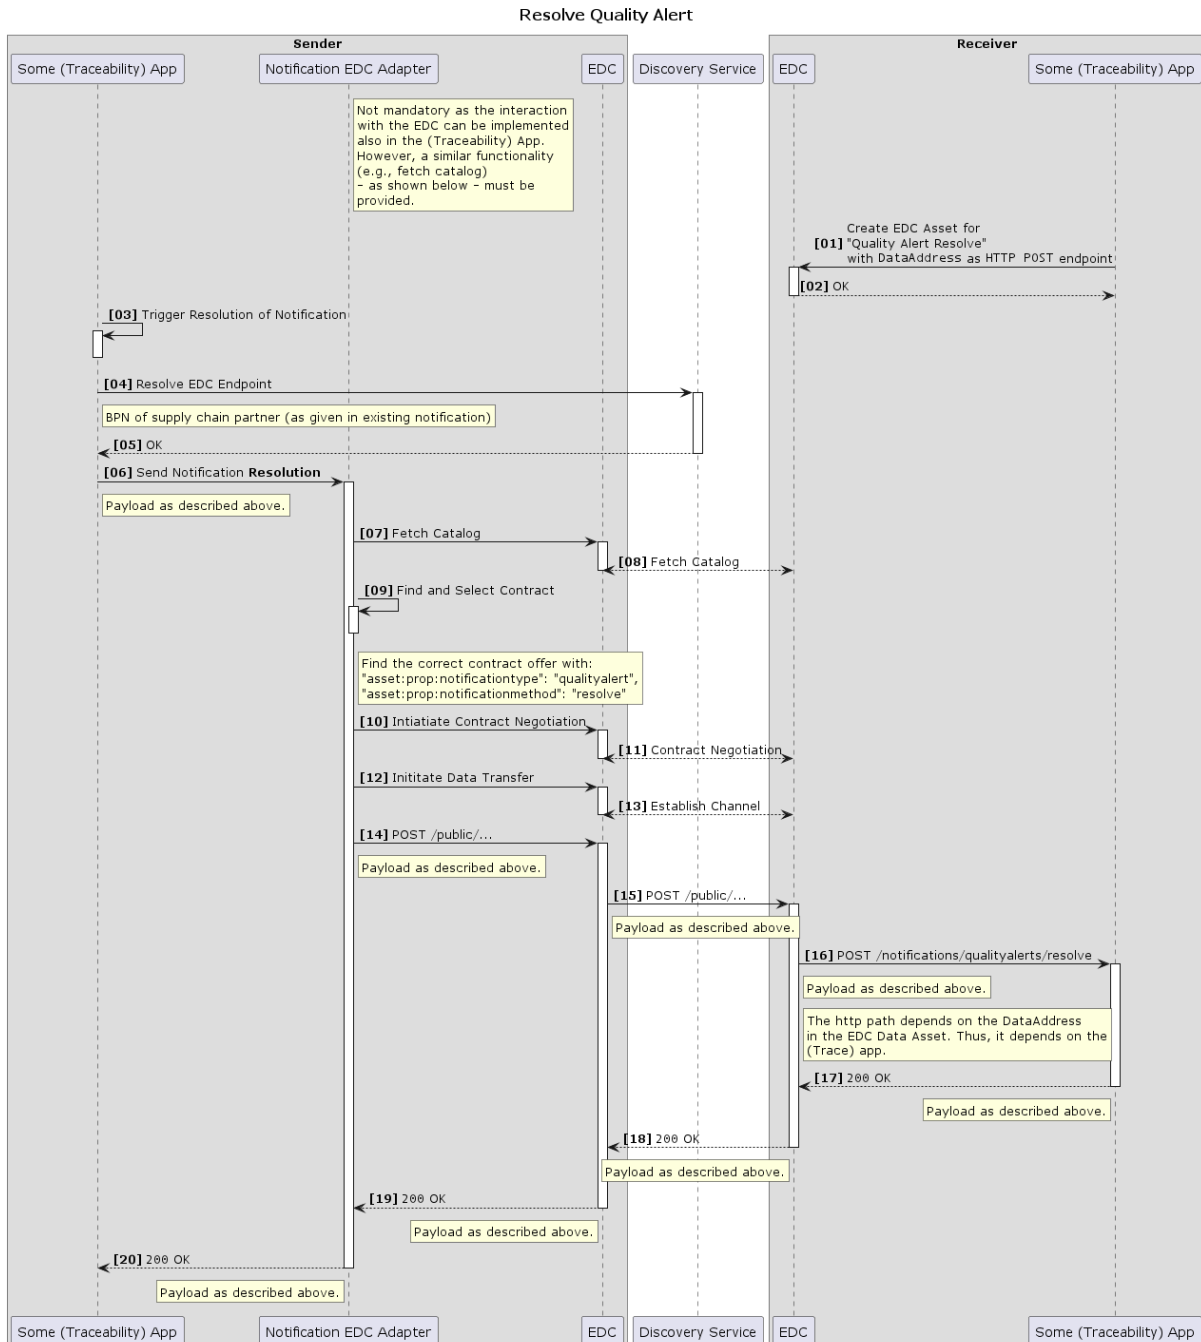 Resolve Quality Alert
Sender
Receiver
Some (Traceability) App
Notification EDC Adapter
EDC
Discovery Service
EDC
Some (Traceability) App
Not mandatory as the interaction
with the EDC can be implemented
also in the (Traceability) App.
However, a similar functionality
(e.g., fetch catalog)
- as shown below - must be
provided.
Create EDC Asset for
[01] "Quality Alert Resolve"
with DataAddress as HTTP POST endpoint
[02] OK
[03] Trigger Resolution of Notification
[04] Resolve EDC Endpoint
BPN of supply chain partner (as given in existing notification)
[05] OK
[06] Send Notification Resolution
Payload as described above.
[07] Fetch Catalog
[08] Fetch Catalog
[09] Find and Select Contract
Find the correct contract offer with:
"asset:prop:notificationtype": "qualityalert",
"asset:prop:notificationmethod": "resolve"
[10] Intiatiate Contract Negotiation
[11] Contract Negotiation
[12] Inititate Data Transfer
[13] Establish Channel
[14] POST /public/...
Payload as described above.
[15] POST /public/...
Payload as described above.
[16] POST /notifications/qualityalerts/resolve
Payload as described above.
The http path depends on the DataAddress
in the EDC Data Asset. Thus, it depends on the
(Trace) app.
[17] 200 OK
Payload as described above.
[18] 200 OK
Payload as described above.
[19] 200 OK
Payload as described above.
[20] 200 OK
Payload as described above.
Some (Traceability) App
Notification EDC Adapter
EDC
Discovery Service
EDC
Some (Traceability) App